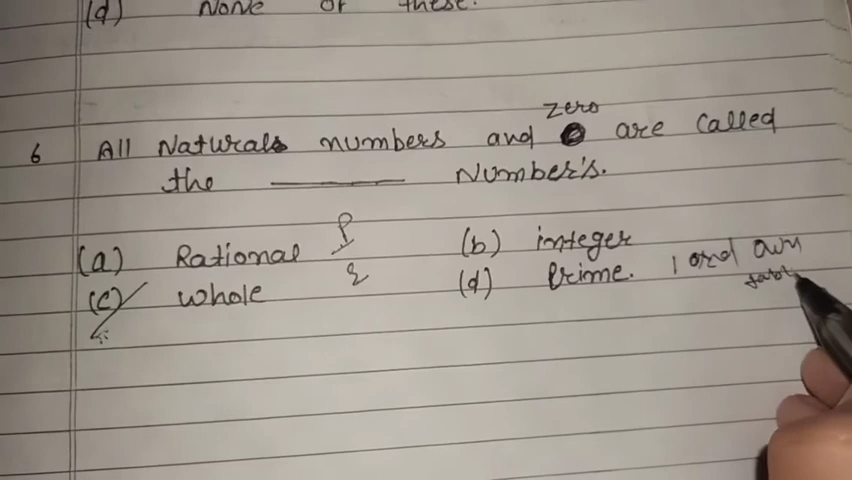 (d) None of these.
zero
6 All Naturals numbers and are called
the ________ Number's.
(a) Rational p (b) integer
q
(c) whole (d) Prime. 1 and own